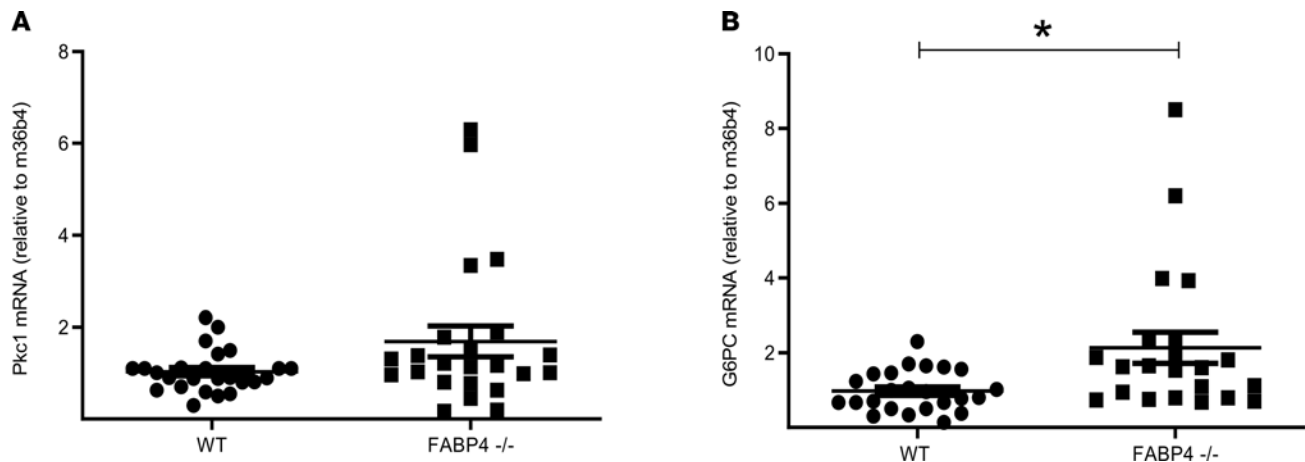 A
Pkc1 mRNA (relative to m36b4)
8
6
4
2
WT
FABP4 -/-
B
G6PC mRNA (relative to m36b4)
10
8
6
4
2
*
WT
FABP4 -/-